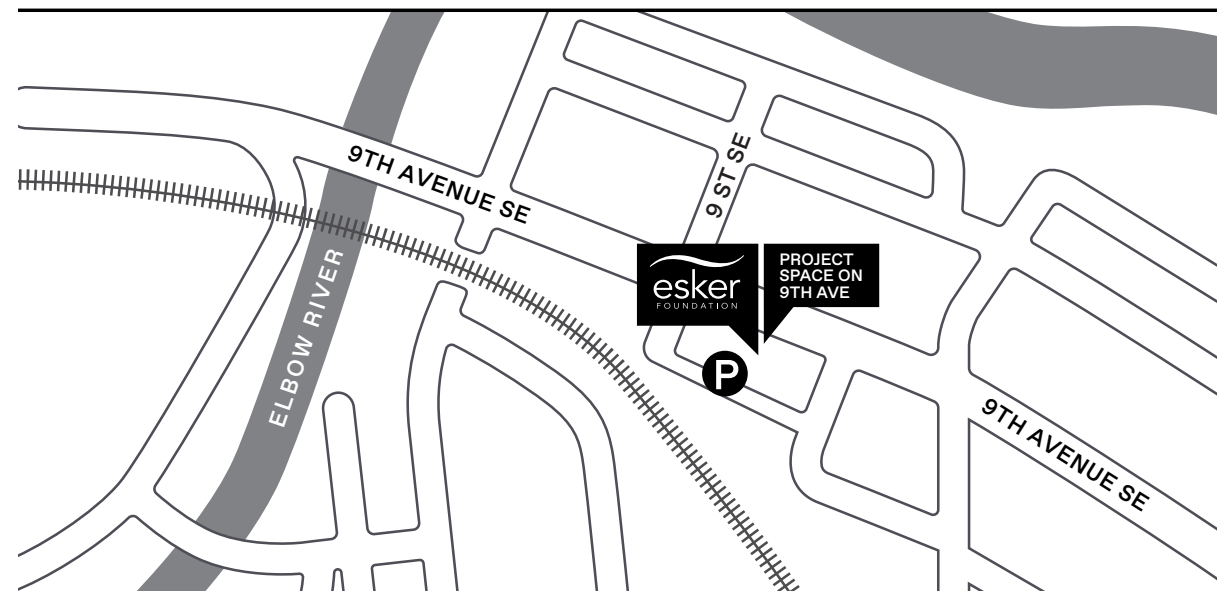 9TH AVENUE SE
9 ST SE
ELBOW RIVER
esker
FOUNDATION
PROJECT
SPACE ON
9TH AVE
P
9TH AVENUE SE